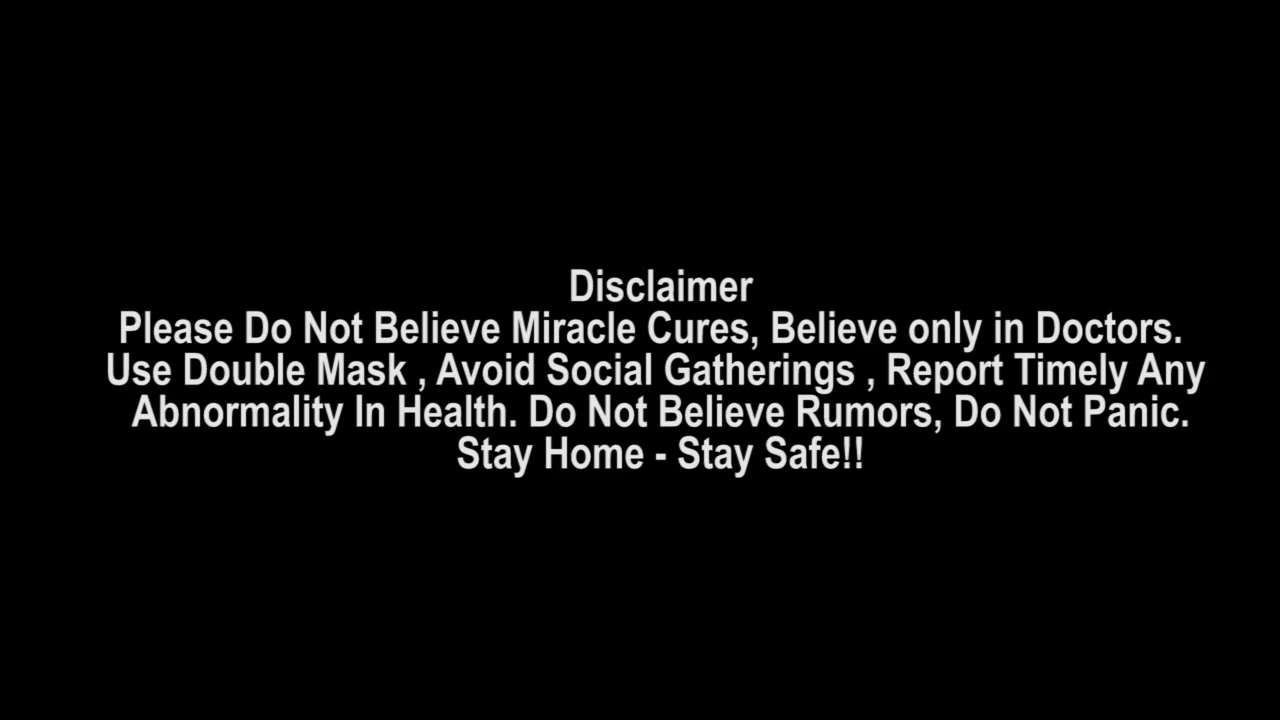 Disclaimer
Please Do Not Believe Miracle Cures, Believe only in Doctors.
Use Double Mask , Avoid Social Gatherings , Report Timely Any
Abnormality In Health. Do Not Believe Rumors, Do Not Panic.
Stay Home - Stay Safe!!